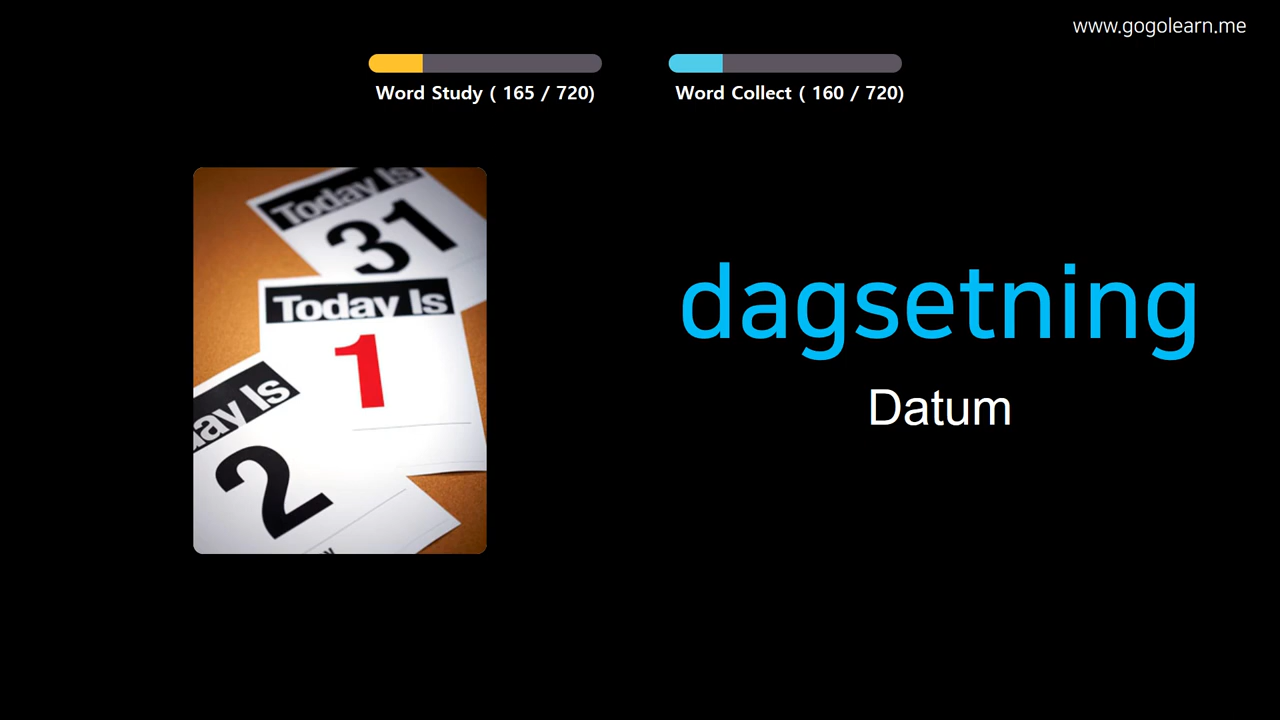 www.gogolearn.me
Word Study ( 165 / 720)
Word Collect ( 160 / 720)
Today Is
31
Today Is
1
ay Is
2
dagsetning
Datum